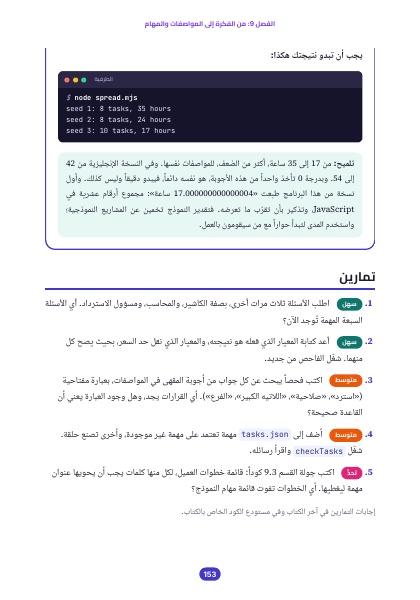 الفصل 9: من الفكرة إلى المواصفات والمهام
يجب أن تبدو نتيجتك هكذا:
الطرفية
$ node spread.mjs
seed 1: 8 tasks, 35 hours
seed 2: 8 tasks, 24 hours
seed 3: 10 tasks, 17 hours
تلميح: من 17 إلى 35 ساعة، أكثر من الضعف، للمواصفات نفسها. وفي النسخة الإنجليزية من 42
إلى 54. وبدرجة 0 تأخذ واحداً من هذه الأجوبة، هو نفسه دائماً، فيبدو دقيقاً وليس كذلك. وأول
نسخة من هذا البرنامج طبعت «17.000000000000004 ساعة»: مجموع أرقام عشرية في
JavaScript، وتذكير بأن تقرّب ما تعرضه. فتقدير النموذج تخمين عن المشاريع النموذجية؛
واستخدم المدى لتبدأ حواراً مع من سيقومون بالعمل.
تمارين
1. سهل اطلب الأسئلة ثلاث مرات أخرى، بصفة الكاشير، والمحاسب، ومسؤول الاسترداد. أي الأسئلة
السبعة المهمة تُوجد الآن؟
2. سهل أعد كتابة المعيار الذي فعله هو نتيجته، والمعيار الذي نقل حد السعر، بحيث يصح كل
منهما. شغّل الفاحص من جديد.
3. متوسط اكتب فحصاً يبحث عن كل جواب من أجوبة المقهى في المواصفات، بعبارة مفتاحية
(«استرد»، «صلاحية»، «اللاتيه الكبير»، «الفرع»). أي القرارات يجد، وهل وجود العبارة يعني أن
القاعدة صحيحة؟
4. متوسط أضف إلى tasks.json مهمة تعتمد على مهمة غير موجودة، وأخرى تصنع حلقة.
شغّل checkTasks واقرأ رسائله.
5. تحدٍّ اكتب جولة القسم 9.3 كوداً: قائمة خطوات العميل، لكل منها كلمات يجب أن يحويها عنوان
مهمة ليغطيها. أي الخطوات تفوت قائمة مهام النموذج؟
إجابات التمارين في آخر الكتاب وفي مستودع الكود الخاص بالكتاب.
153